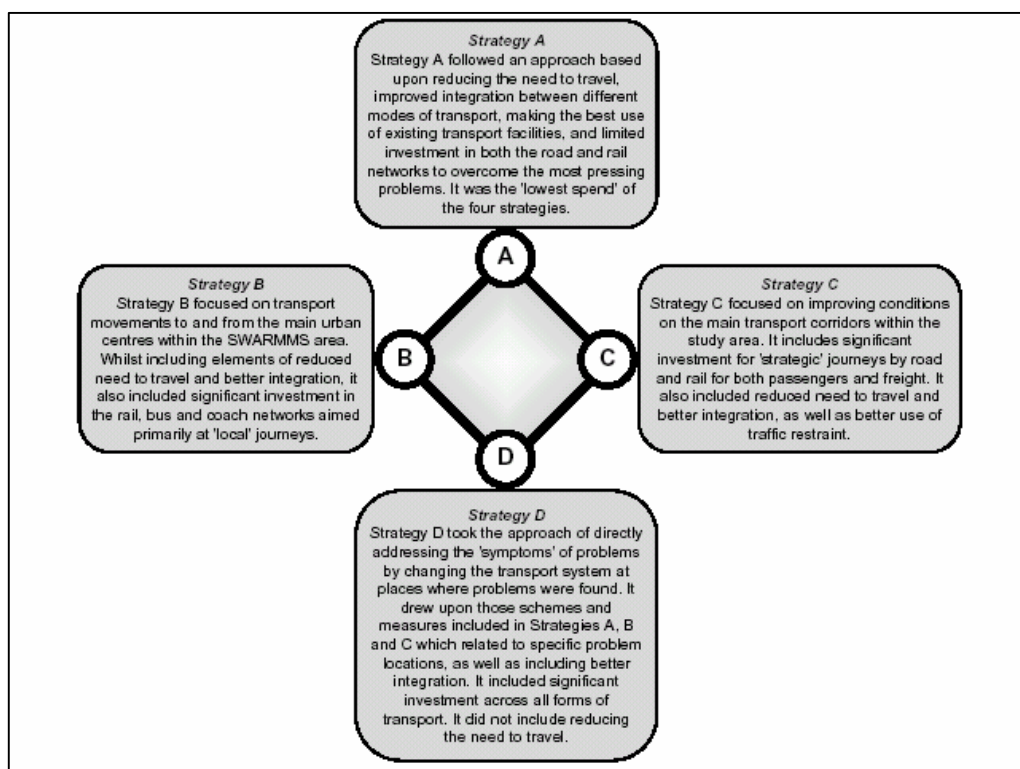 Strategy A
Strategy A followed an approach based
upon reducing the need to travel,
improved integration between different
modes of transport, making the best use
of existing transport facilities, and limited
investment in both the road and rail
networks to overcome the most pressing
problems. It was the 'lowest spend' of
the four strategies.
A
Strategy B
Strategy B focused on transport
movements to and from the main urban
centres within the SWARMMS area.
Whilst including elements of reduced
need to travel and better integration, it
also included significant investment in
the rail, bus and coach networks aimed
primarily at 'local' journeys.
B
C
Strategy C
Strategy C focused on improving conditions
on the main transport corridors within the
study area. It includes significant
investment for 'strategic' journeys by road
and rail for both passengers and freight. It
also included reduced need to travel and
better integration, as well as better use of
traffic restraint.
D
Strategy D
Strategy D took the approach of directly
addressing the 'symptoms' of problems
by changing the transport system at
places where problems were found. It
drew upon those schemes and
measures included in Strategies A, B
and C which related to specific problem
locations, as well as including better
integration. It included significant
investment across all forms of
transport. It did not include reducing
the need to travel.